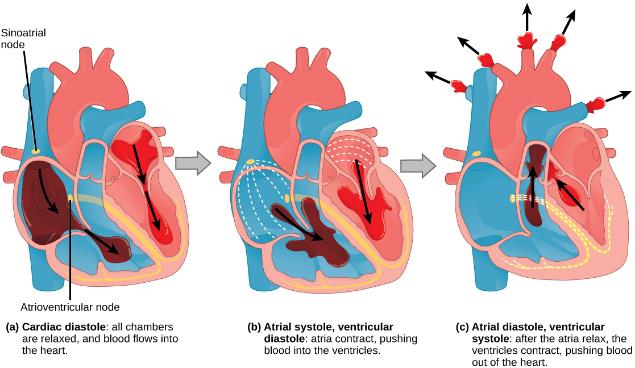 Sinoatrial
node
Atrioventricular node
(a) Cardiac diastole: all chambers
are relaxed, and blood flows into
the heart.
(b) Atrial systole, ventricular
diastole: atria contract, pushing
blood into the ventricles.
(c) Atrial diastole, ventricular
systole: after the atria relax, the
ventricles contract, pushing blood
out of the heart.